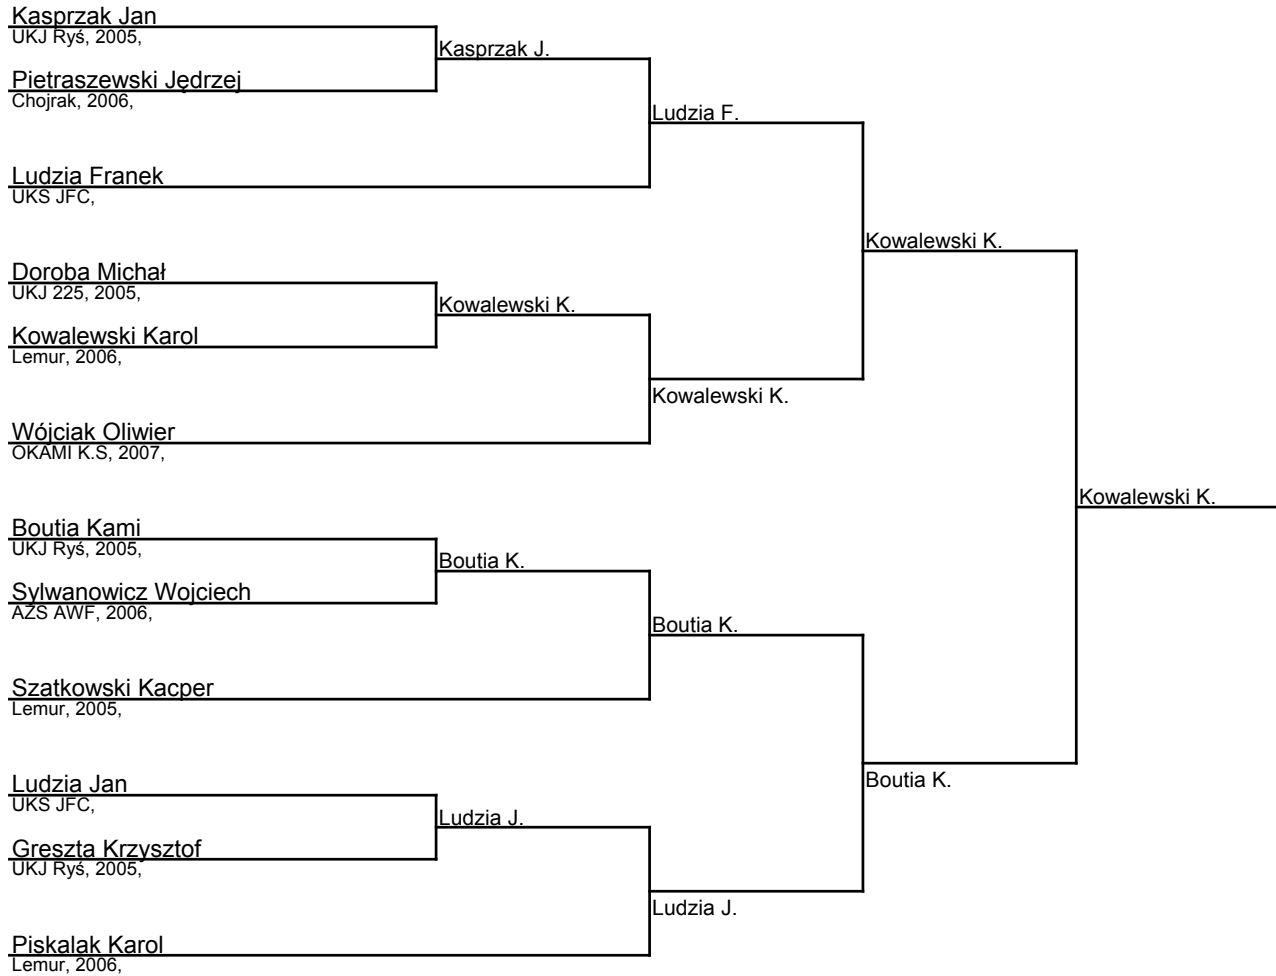 Kasprzak Jan
UKJ Ryś, 2005,
Kasprzak J.
Pietraszewski Jędrzej
Chojrak, 2006,
Ludzia F.
Ludzia Franek
UKS JFC,
Kowalewski K.
Doroba Michał
UKJ 225, 2005,
Kowalewski K.
Kowalewski Karol
Lemur, 2006,
Kowalewski K.
Wójciak Oliwier
OKAMI K.S, 2007,
Kowalewski K.
Boutia Kami
UKJ Ryś, 2005,
Boutia K.
Sylwanowicz Wojciech
AZS AWF, 2006,
Boutia K.
Szatkowski Kacper
Lemur, 2005,
Boutia K.
Ludzia Jan
UKS JFC,
Ludzia J.
Greszta Krzysztof
UKJ Ryś, 2005,
Ludzia J.
Piskalak Karol
Lemur, 2006,